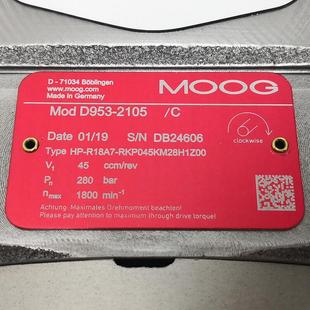 D - 71034 Böblingen
www.moog.com
Made in Germany
MOOG
Mod D953-2105 /C
Date 01/19 S/N DB24606
clockwise
Type HP-R18A7-RKP045KM28H1Z00
V₁ 45 ccm/rev
Pₙ 280 bar
nmax 1800 min⁻¹
Achtung: Maximales Drehmoment beachten!
Please pay attention to maximum through drive torque!